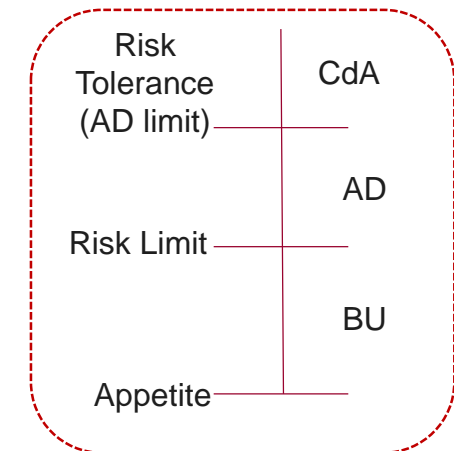 Risk
Tolerance
(AD limit)
CdA
AD
Risk Limit
BU
Appetite